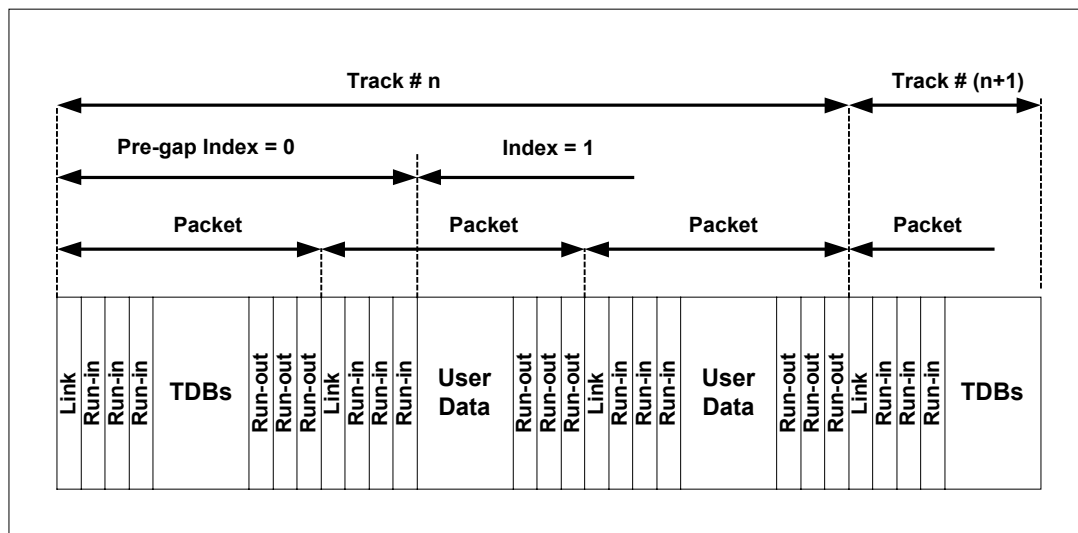 Track # n
Track # (n+1)
Pre-gap Index = 0
Index = 1
Packet
Packet
Packet
Packet
Link
Run-in
Run-in
Run-in
TDBs
Run-out
Run-out
Run-out
Link
Run-in
Run-in
Run-in
User
Data
Run-out
Run-out
Run-out
Link
Run-in
Run-in
Run-in
User
Data
Run-out
Run-out
Run-out
Link
Run-in
Run-in
Run-in
TDBs